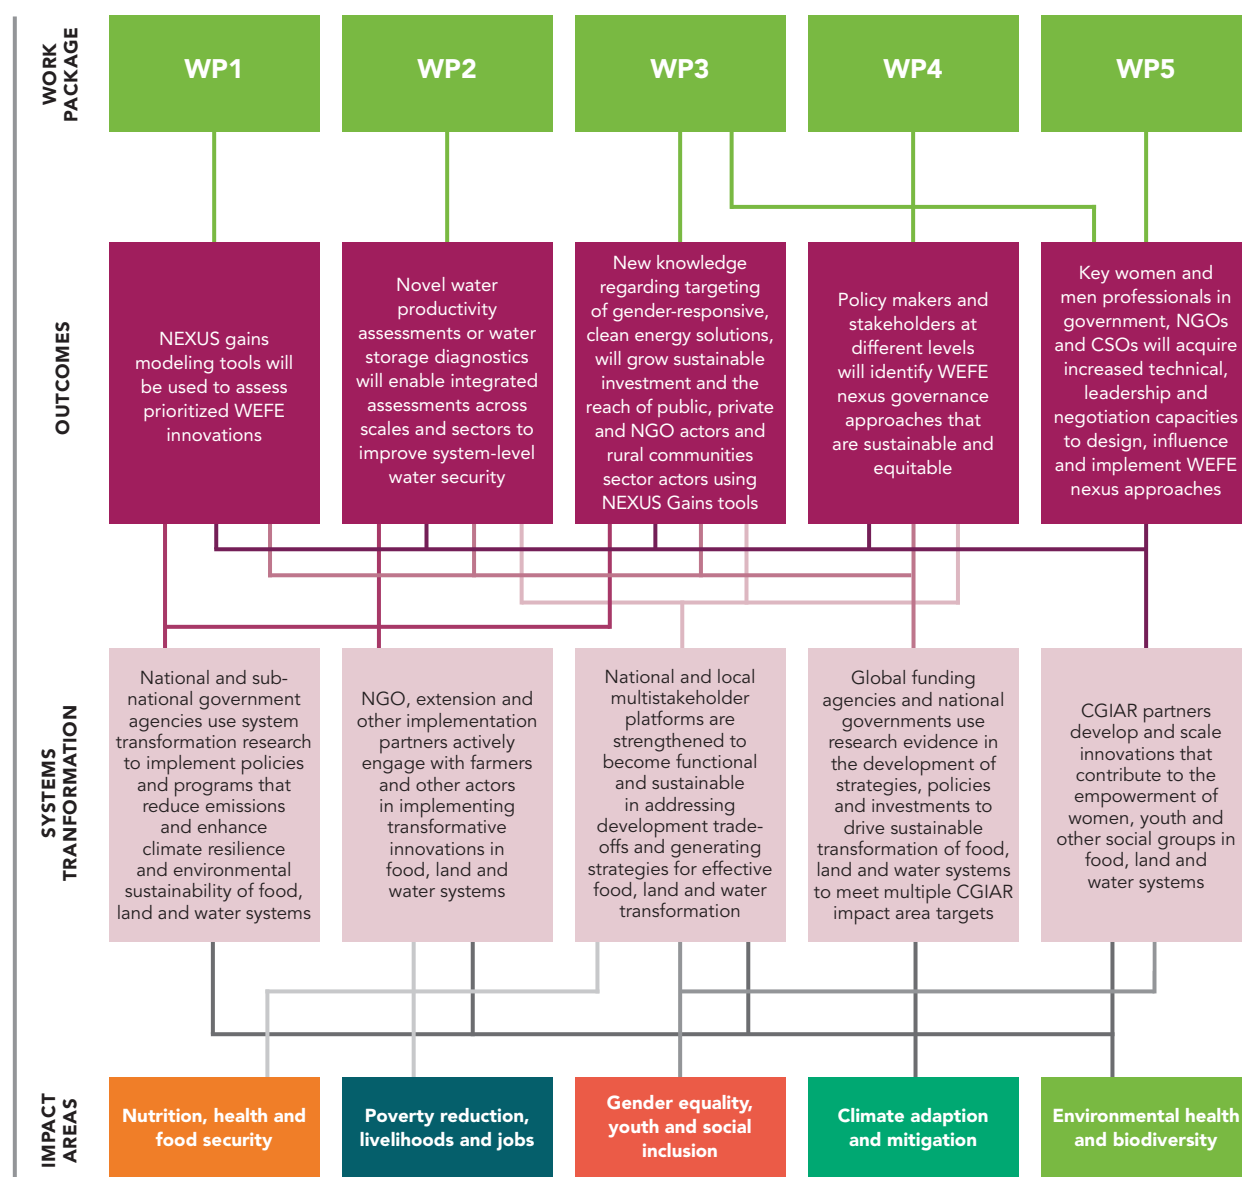 WORK
PACKAGE
WP1
WP2
WP3
WP4
WP5
OUTCOMES
NEXUS gains
modeling tools will
be used to assess
prioritized WEFE
innovations
Novel water
productivity
assessments or water
storage diagnostics
will enable integrated
assessments across
scales and sectors to
improve system-level
water security
New knowledge
regarding targeting
of gender-responsive,
clean energy solutions,
will grow sustainable
investment and the
reach of public, private
and NGO actors and
rural communities
sector actors using
NEXUS Gains tools
Policy makers and
stakeholders at
different levels
will identify WEFE
nexus governance
approaches that
are sustainable and
equitable
Key women and
men professionals in
government, NGOs
and CSOs will acquire
increased technical,
leadership and
negotiation capacities
to design, influence
and implement WEFE
nexus approaches
SYSTEMS
TRANFORMATION
National and sub-
national government
agencies use system
transformation research
to implement policies
and programs that
reduce emissions
and enhance
climate resilience
and environmental
sustainability of food,
land and water systems
NGO, extension and
other implementation
partners actively
engage with farmers
and other actors
in implementing
transformative
innovations in
food, land and
water systems
National and local
multistakeholder
platforms are
strengthened to
become functional
and sustainable
in addressing
development trade-
offs and generating
strategies for effective
food, land and water
transformation
Global funding
agencies and national
governments use
research evidence in
the development of
strategies, policies
and investments to
drive sustainable
transformation of food,
land and water systems
to meet multiple CGIAR
impact area targets
CGIAR partners
develop and scale
innovations that
contribute to the
empowerment of
women, youth and
other social groups in
food, land and
water systems
IMPACT
AREAS
Nutrition, health and
food security
Poverty reduction,
livelihoods and jobs
Gender equality,
youth and social
inclusion
Climate adaption
and mitigation
Environmental health
and biodiversity